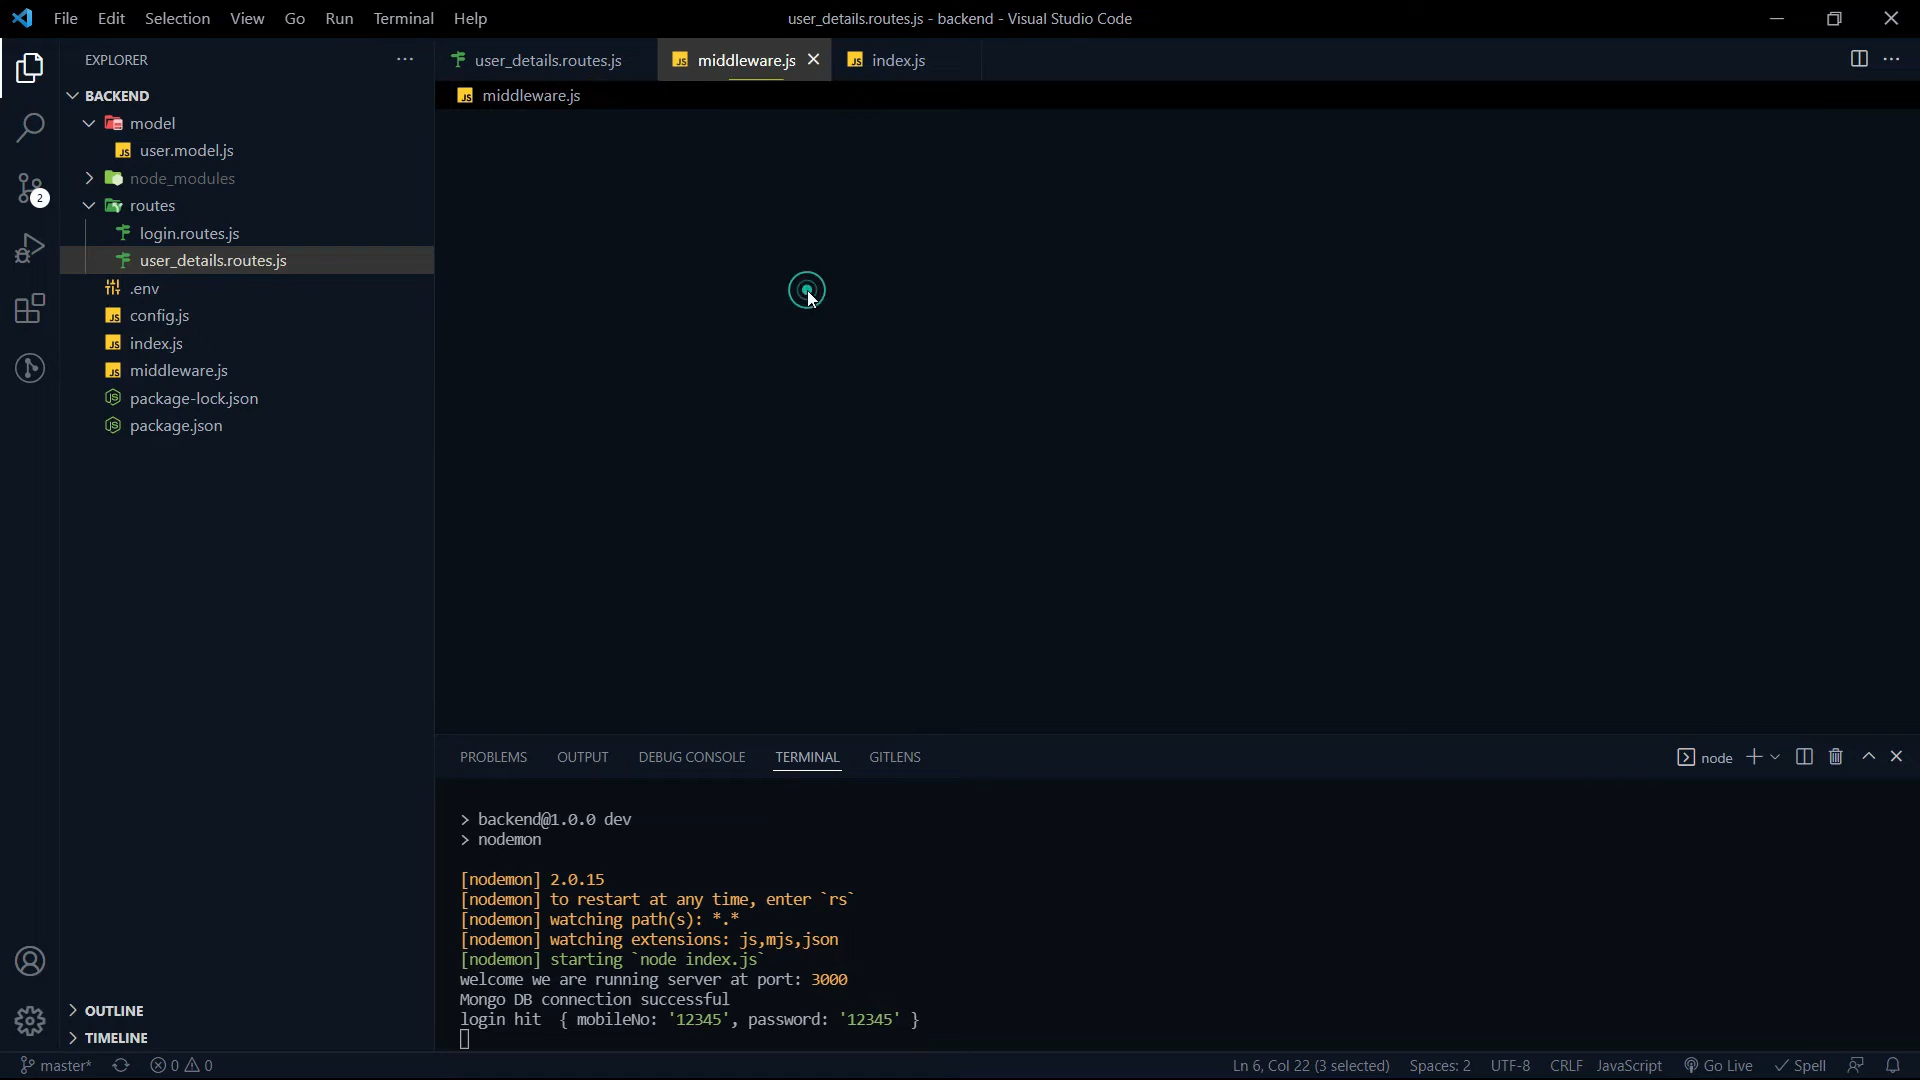 File Edit Selection View Go Run Terminal Help
user_details.routes.js - backend - Visual Studio Code
EXPLORER
user_details.routes.js
middleware.js
index.js
BACKEND
middleware.js
model
user.model.js
node_modules
routes
login.routes.js
user_details.routes.js
.env
config.js
index.js
middleware.js
package-lock.json
package.json
OUTLINE
TIMELINE
2
PROBLEMS OUTPUT DEBUG CONSOLE TERMINAL GITLENS
node
> backend@1.0.0 dev
> nodemon
[nodemon] 2.0.15
[nodemon] to restart at any time, enter `rs`
[nodemon] watching path(s): *.*
[nodemon] watching extensions: js,mjs,json
[nodemon] starting `node index.js`
welcome we are running server at port: 3000
Mongo DB connection successful
login hit  { mobileNo: '12345', password: '12345' }
master* 0 0 Ln 6, Col 22 (3 selected) Spaces: 2 UTF-8 CRLF JavaScript Go Live Spell